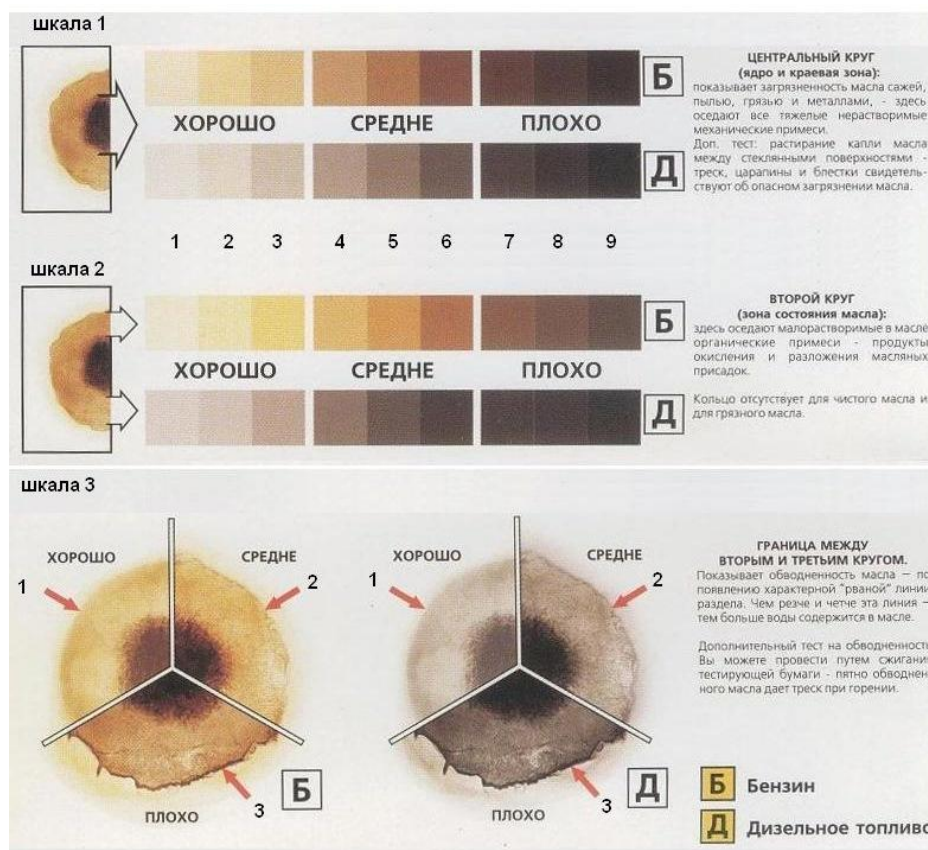 шкала 1
Б
ХОРОШО СРЕДНЕ ПЛОХО
Д
ЦЕНТРАЛЬНЫЙ КРУГ
(ядро и краевая зона):
показывает загрязненность масла сажей,
пылью, грязью и металлами, - здесь
оседают все тяжелые нерастворимые
механические примеси.
Доп. тест: растирание капли масла
между стеклянными поверхностями -
треск, царапины и блестки свидетель-
ствуют об опасном загрязнении масла.
1 2 3 4 5 6 7 8 9
шкала 2
Б
ХОРОШО СРЕДНЕ ПЛОХО
Д
ВТОРОЙ КРУГ
(зона состояния масла):
здесь оседают малорастворимые в масле
органические примеси - продукты
окисления и разложения масляных
присадок.
Кольцо отсутствует для чистого масла и
для грязного масла.
шкала 3
ХОРОШО СРЕДНЕ
1 2
3 Б
ПЛОХО
ХОРОШО СРЕДНЕ
1 2
3 Д
ПЛОХО
ГРАНИЦА МЕЖДУ
ВТОРЫМ И ТРЕТЬИМ КРУГОМ.
Показывает обводненность масла — по
появлению характерной "рваной" линии
раздела. Чем резче и четче эта линия —
тем больше воды содержится в масле.
Дополнительный тест на обводненность
Вы можете провести путем сжигани
тестирующей бумаги - пятно обводнен-
ного масла дает треск при горении.
Б Бензин
Д Дизельное топливо